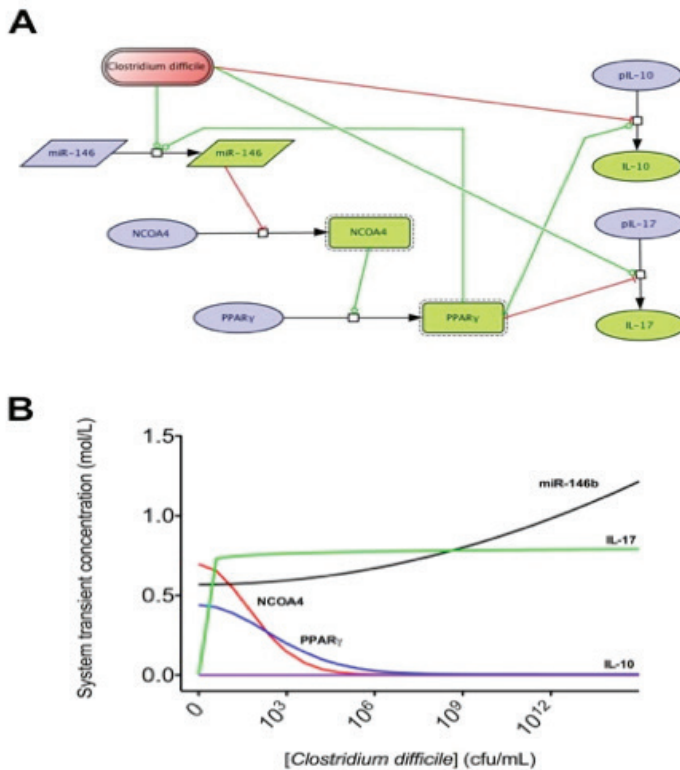 A
Clostridium difficile
pIL-10
miR-146
miR-146
IL-10
NCOA4
NCOA4
pIL-17
PPARγ
PPARγ
IL-17
B
System transient concentration (mol/L)
1.5
1.0
0.5
0.0
miR-146b
IL-17
NCOA4
PPARγ
IL-10
0
10³
10⁶
10⁹
10¹²
[Clostridium difficile] (cfu/mL)